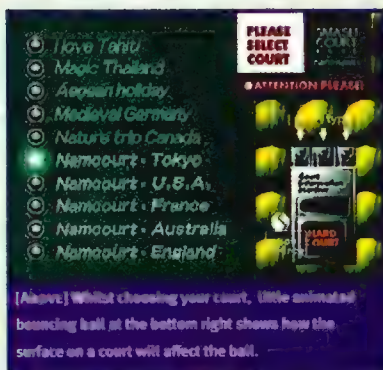 I love Tahiti
Magic Thailand
Aegean holiday
Medieval Germany
Nature trip Canada
Namcourt - Tokyo
Namcourt - U.S.A.
Namcourt - France
Namcourt - Australia
Namcourt - England
PLEASE
SELECT
COURT
SMASH
COURT
ATTENTION PLEASE!
HARD
COURT
[Above] Whilst choosing your court, little animated
bouncing ball at the bottom right shows how the
surface on a court will affect the ball.